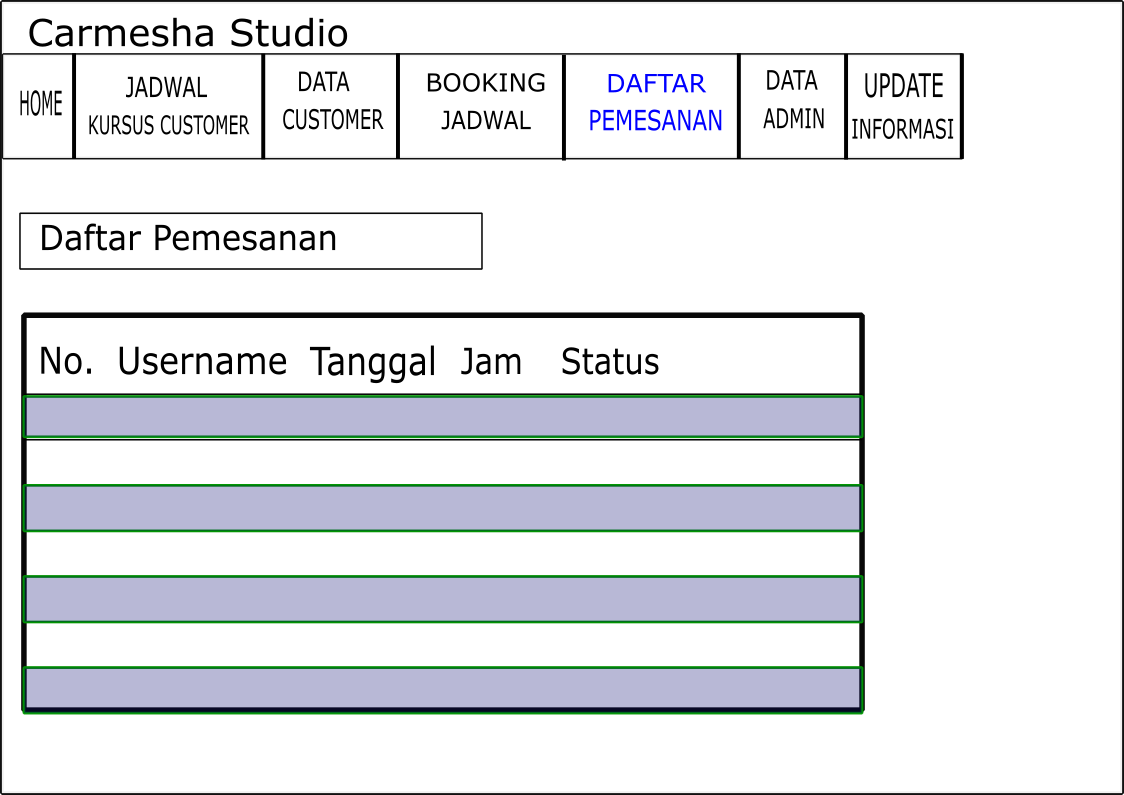 Carmesha Studio
HOME
JADWAL
KURSUS CUSTOMER
DATA
CUSTOMER
BOOKING
JADWAL
DAFTAR
PEMESANAN
DATA
ADMIN
UPDATE
INFORMASI
Daftar Pemesanan
No. Username Tanggal Jam Status